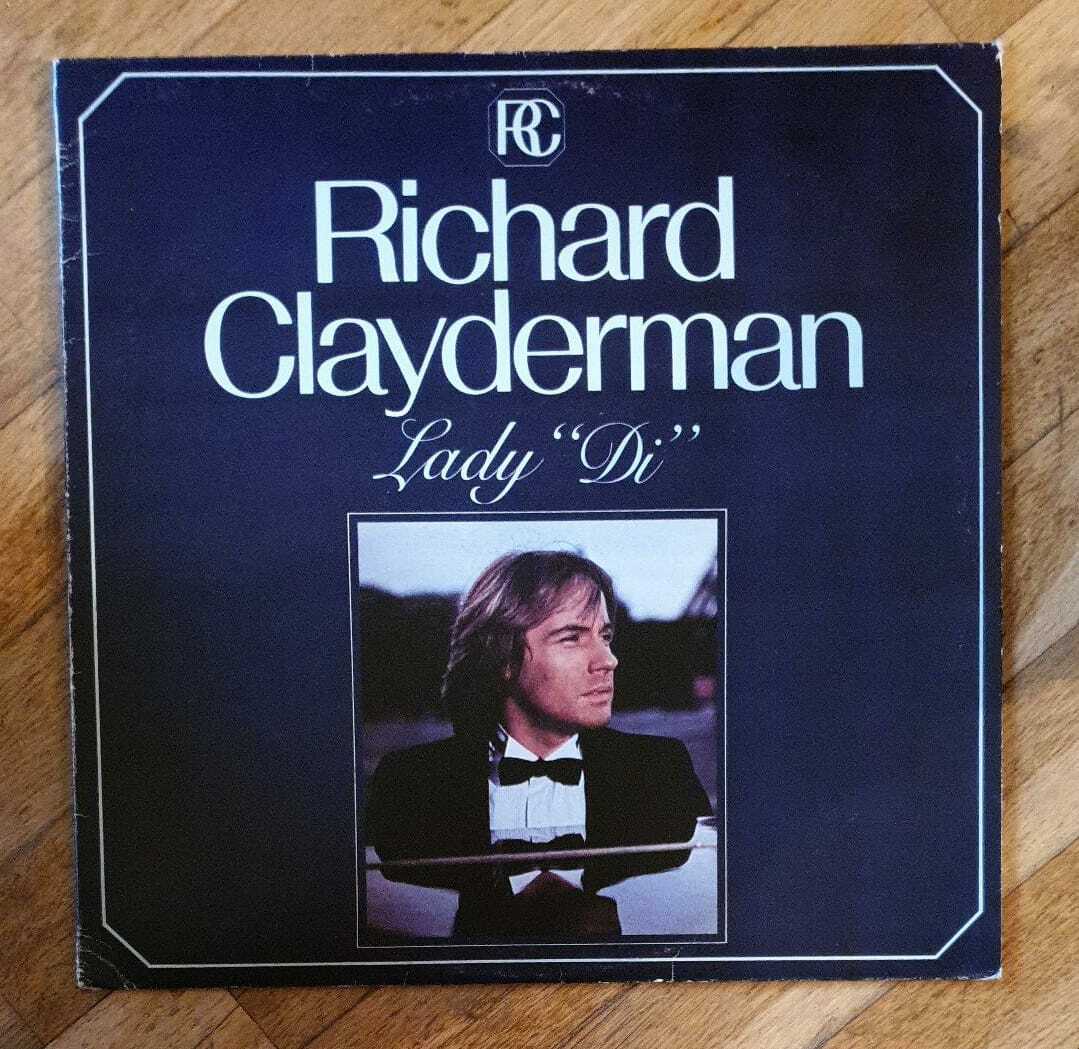 RC
Richard
Clayderman
Lady “Di”